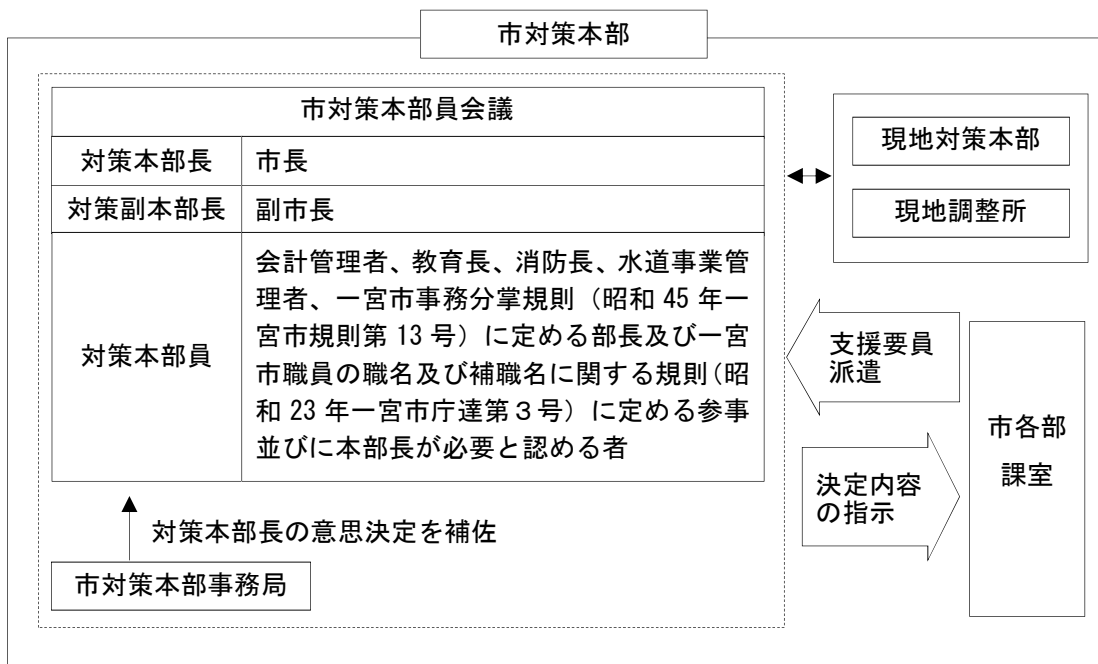 市対策本部
市対策本部員会議
対策本部長
市長
対策副本部長
副市長
対策本部員
会計管理者、教育長、消防長、水道事業管
理者、一宮市事務分掌規則（昭和 45 年一
宮市規則第 13 号）に定める部長及び一宮
市職員の職名及び補職名に関する規則（昭
和 23 年一宮市庁達第３号）に定める参事
並びに本部長が必要と認める者
対策本部長の意思決定を補佐
市対策本部事務局
現地対策本部
現地調整所
支援要員
派遣
決定内容
の指示
市各部
課室